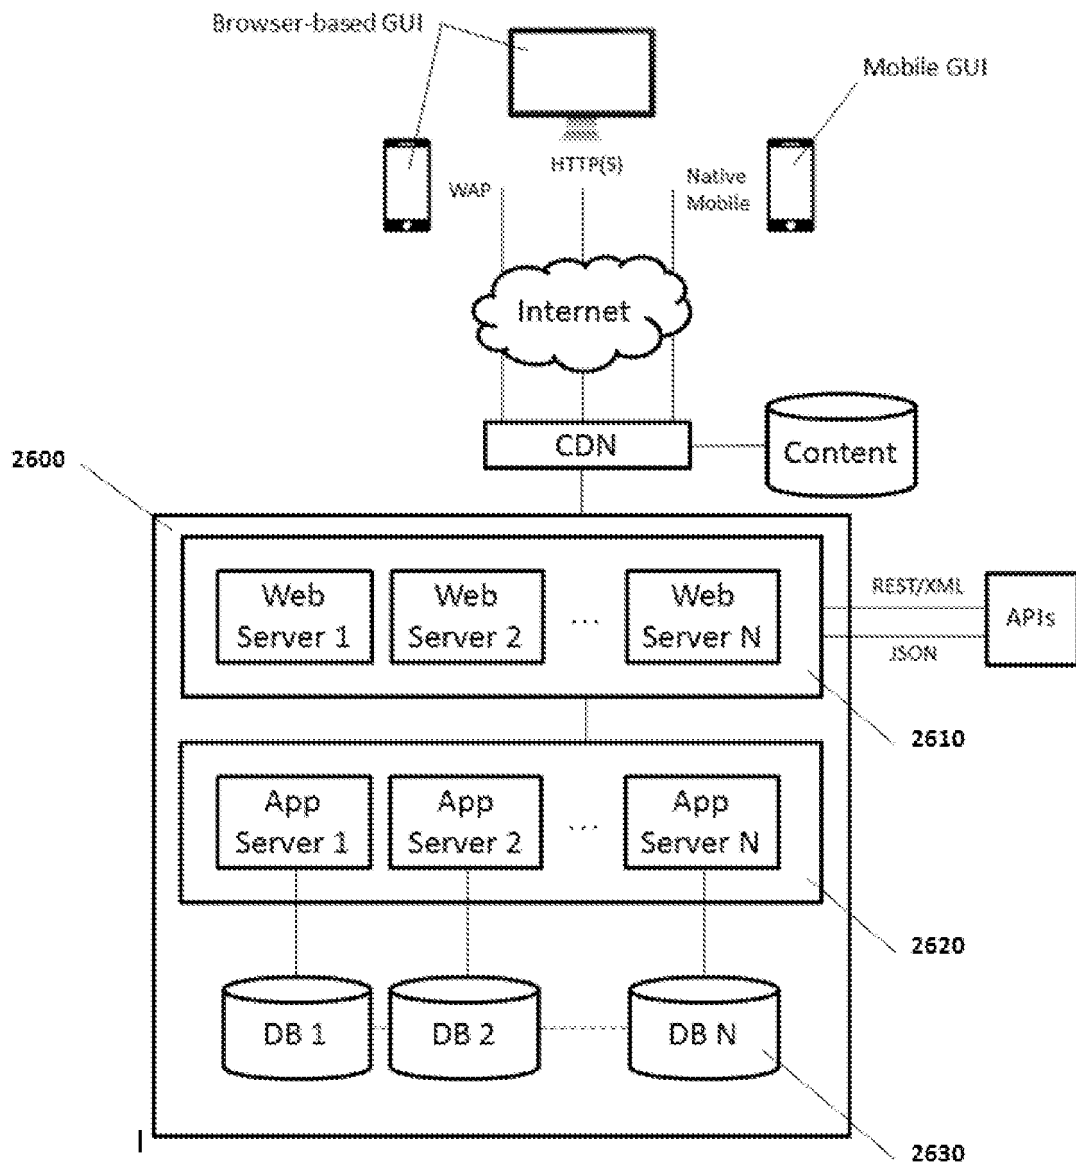 Browser-based GUI
Mobile GUI
HTTP(S)
WAP
Native
Mobile
Internet
CDN
Content
2600
Web
Server 1
Web
Server 2
...
Web
Server N
REST/XML
JSON
APIs
2610
App
Server 1
App
Server 2
...
App
Server N
2620
DB 1
DB 2
DB N
2630